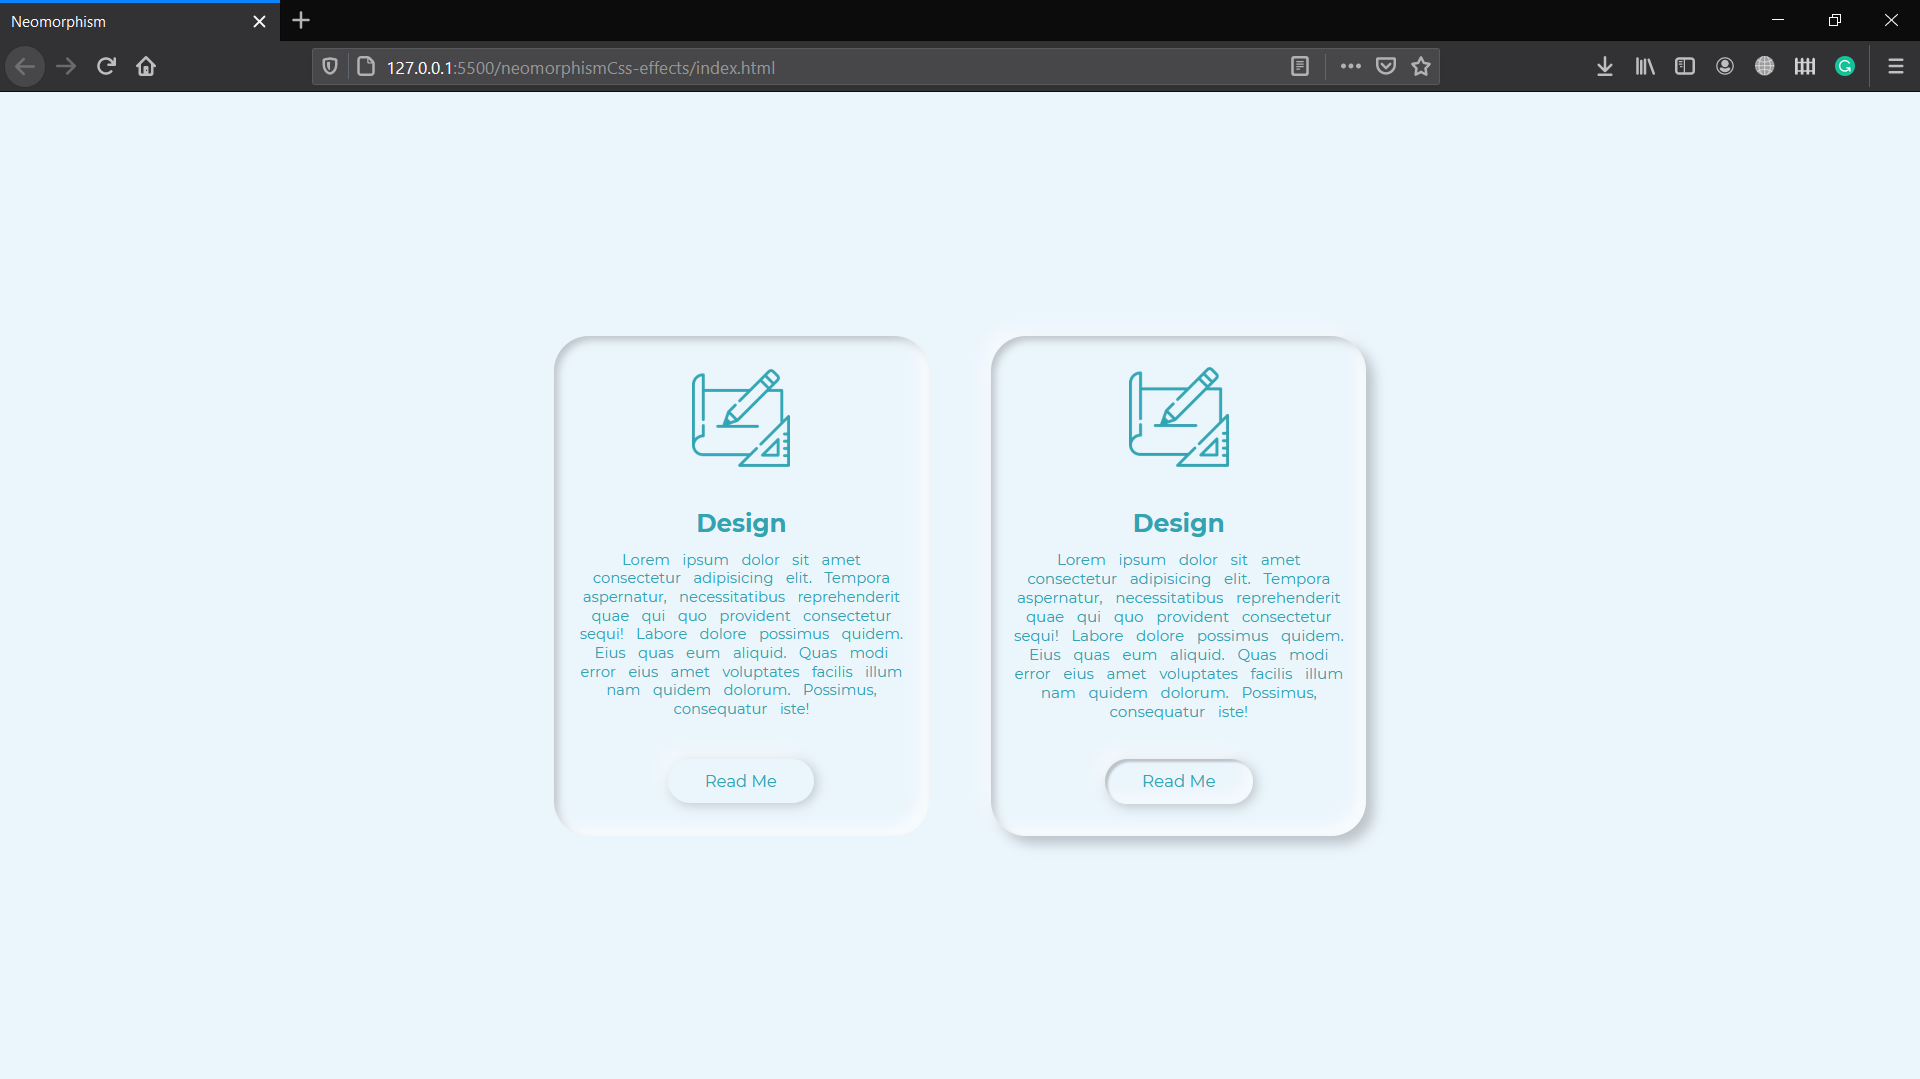 Neomorphism
127.0.0.1:5500/neomorphismCss-effects/index.html
Design
Lorem ipsum dolor sit amet
consectetur adipisicing elit. Tempora
aspernatur, necessitatibus reprehenderit
quae qui quo provident consectetur
sequi! Labore dolore possimus quidem.
Eius quas eum aliquid. Quas modi
error eius amet voluptates facilis illum
nam quidem dolorum. Possimus,
consequatur iste!
Read Me
Design
Lorem ipsum dolor sit amet
consectetur adipisicing elit. Tempora
aspernatur, necessitatibus reprehenderit
quae qui quo provident consectetur
sequi! Labore dolore possimus quidem.
Eius quas eum aliquid. Quas modi
error eius amet voluptates facilis illum
nam quidem dolorum. Possimus,
consequatur iste!
Read Me